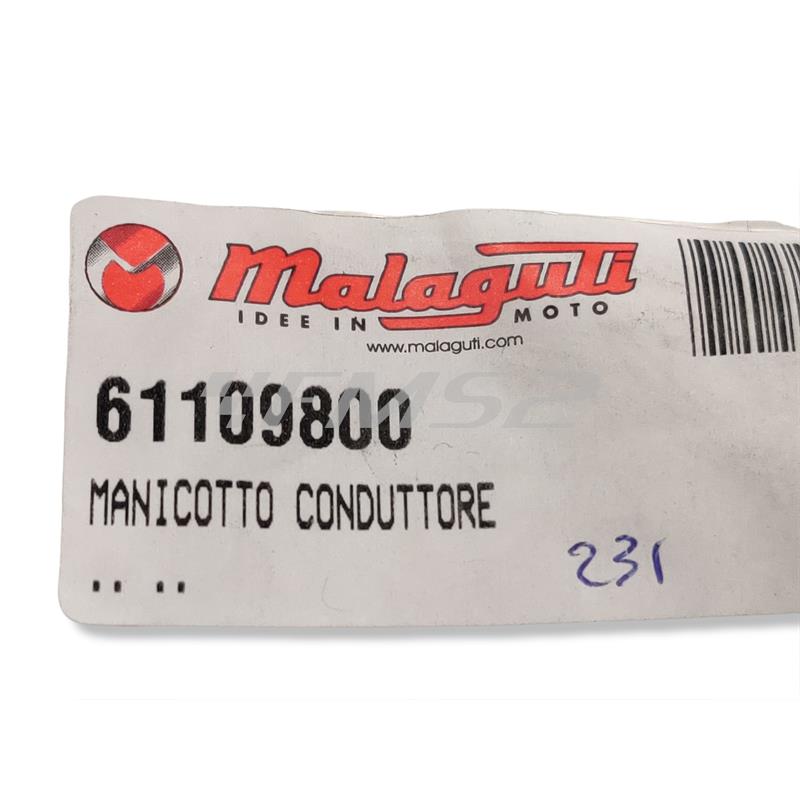 Malaguti
IDEE IN MOTO
www.malaguti.com
61109800
MANICOTTO CONDUTTORE
.. ..
231